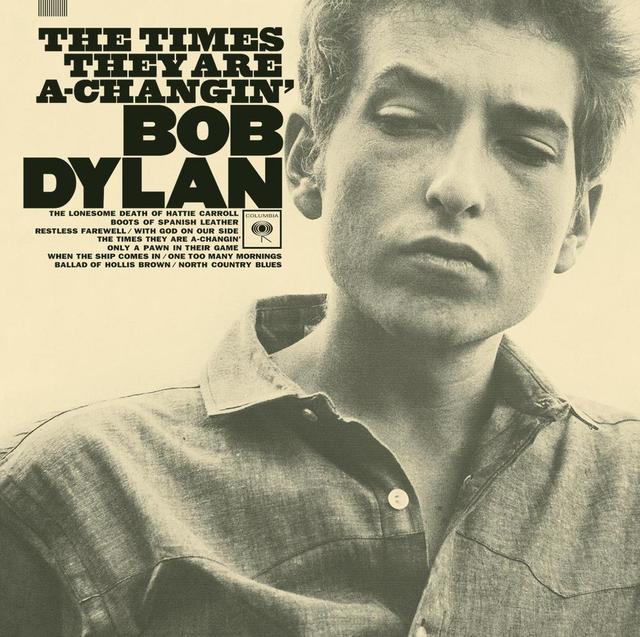 THE TIMES
THEY ARE
A-CHANGIN'
BOB
DYLAN
THE LONESOME DEATH OF HATTIE CARROLL
BOOTS OF SPANISH LEATHER
RESTLESS FAREWELL / WITH GOD ON OUR SIDE
THE TIMES THEY ARE A-CHANGIN'
ONLY A PAWN IN THEIR GAME
WHEN THE SHIP COMES IN / ONE TOO MANY MORNINGS
BALLAD OF HOLLIS BROWN / NORTH COUNTRY BLUES
COLUMBIA